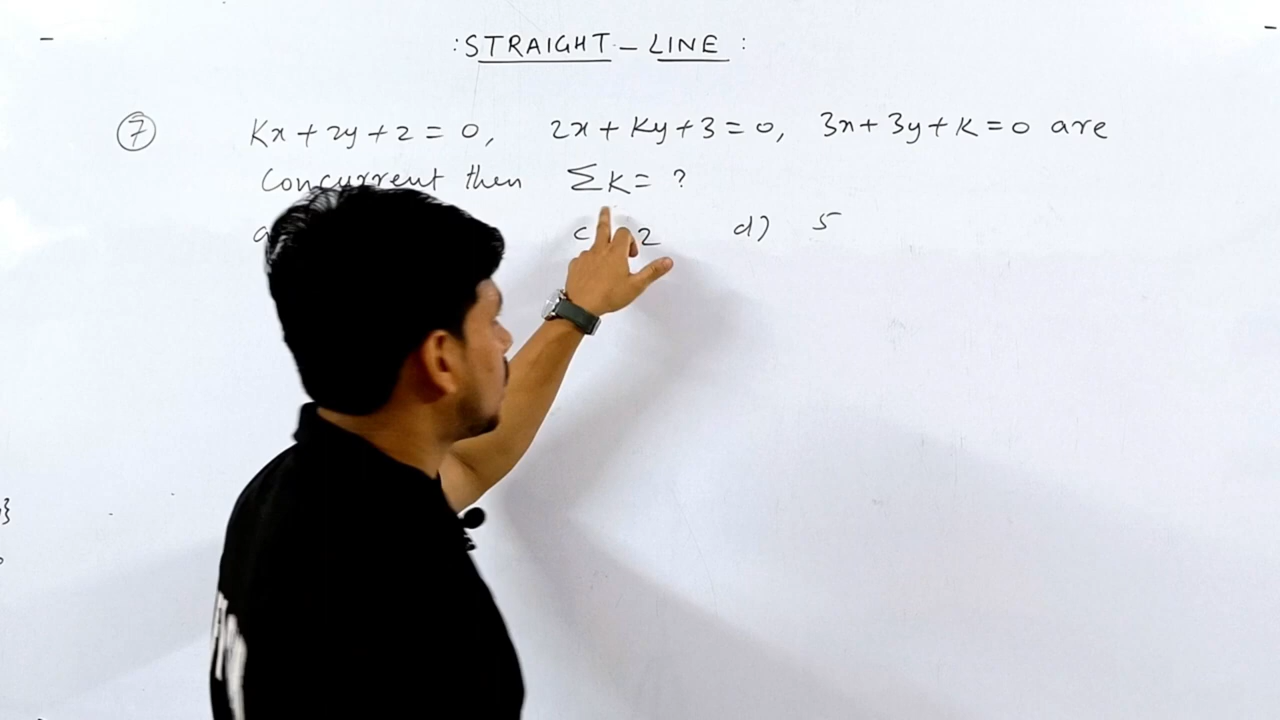 : STRAIGHT - LINE :
⑦ Kx + 2y + 2 = 0, 2x + Ky + 3 = 0, 3x + 3y + K = 0 are
Concurrent then ΣK = ?
c 2 d) 5